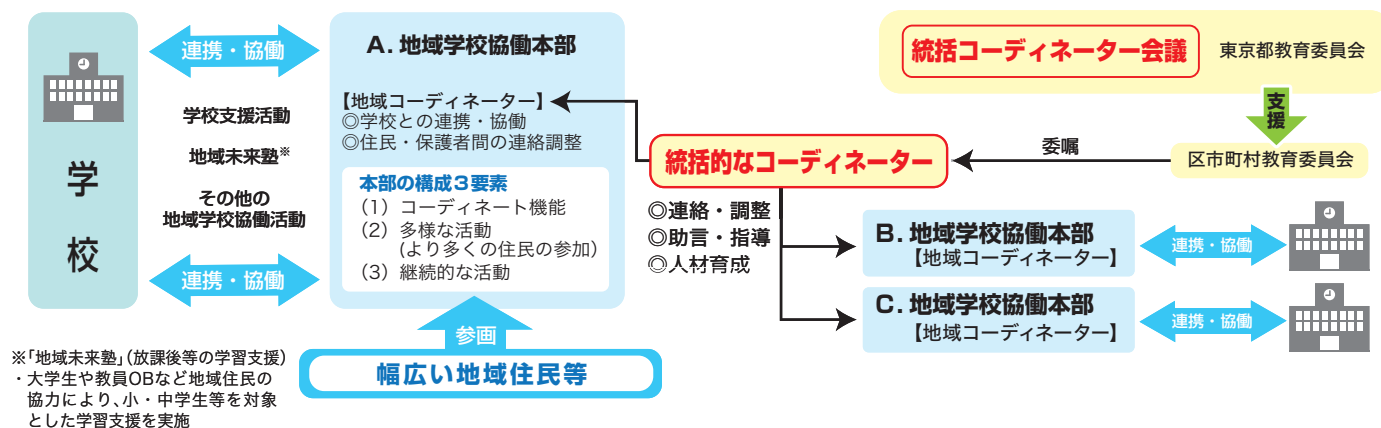 学校
連携・協働
学校支援活動
地域未来塾※
その他の
地域学校協働活動
連携・協働
A. 地域学校協働本部
【地域コーディネーター】
◎学校との連携・協働
◎住民・保護者間の連絡調整
本部の構成3要素
(1) コーディネート機能
(2) 多様な活動
(より多くの住民の参加)
(3) 継続的な活動
参画
幅広い地域住民等
※「地域未来塾」(放課後等の学習支援)
・大学生や教員OBなど地域住民の
協力により、小・中学生等を対象
とした学習支援を実施
統括コーディネーター会議
東京都教育委員会
支援
区市町村教育委員会
委嘱
統括的なコーディネーター
◎連絡・調整
◎助言・指導
◎人材育成
B. 地域学校協働本部
【地域コーディネーター】
連携・協働
C. 地域学校協働本部
【地域コーディネーター】
連携・協働